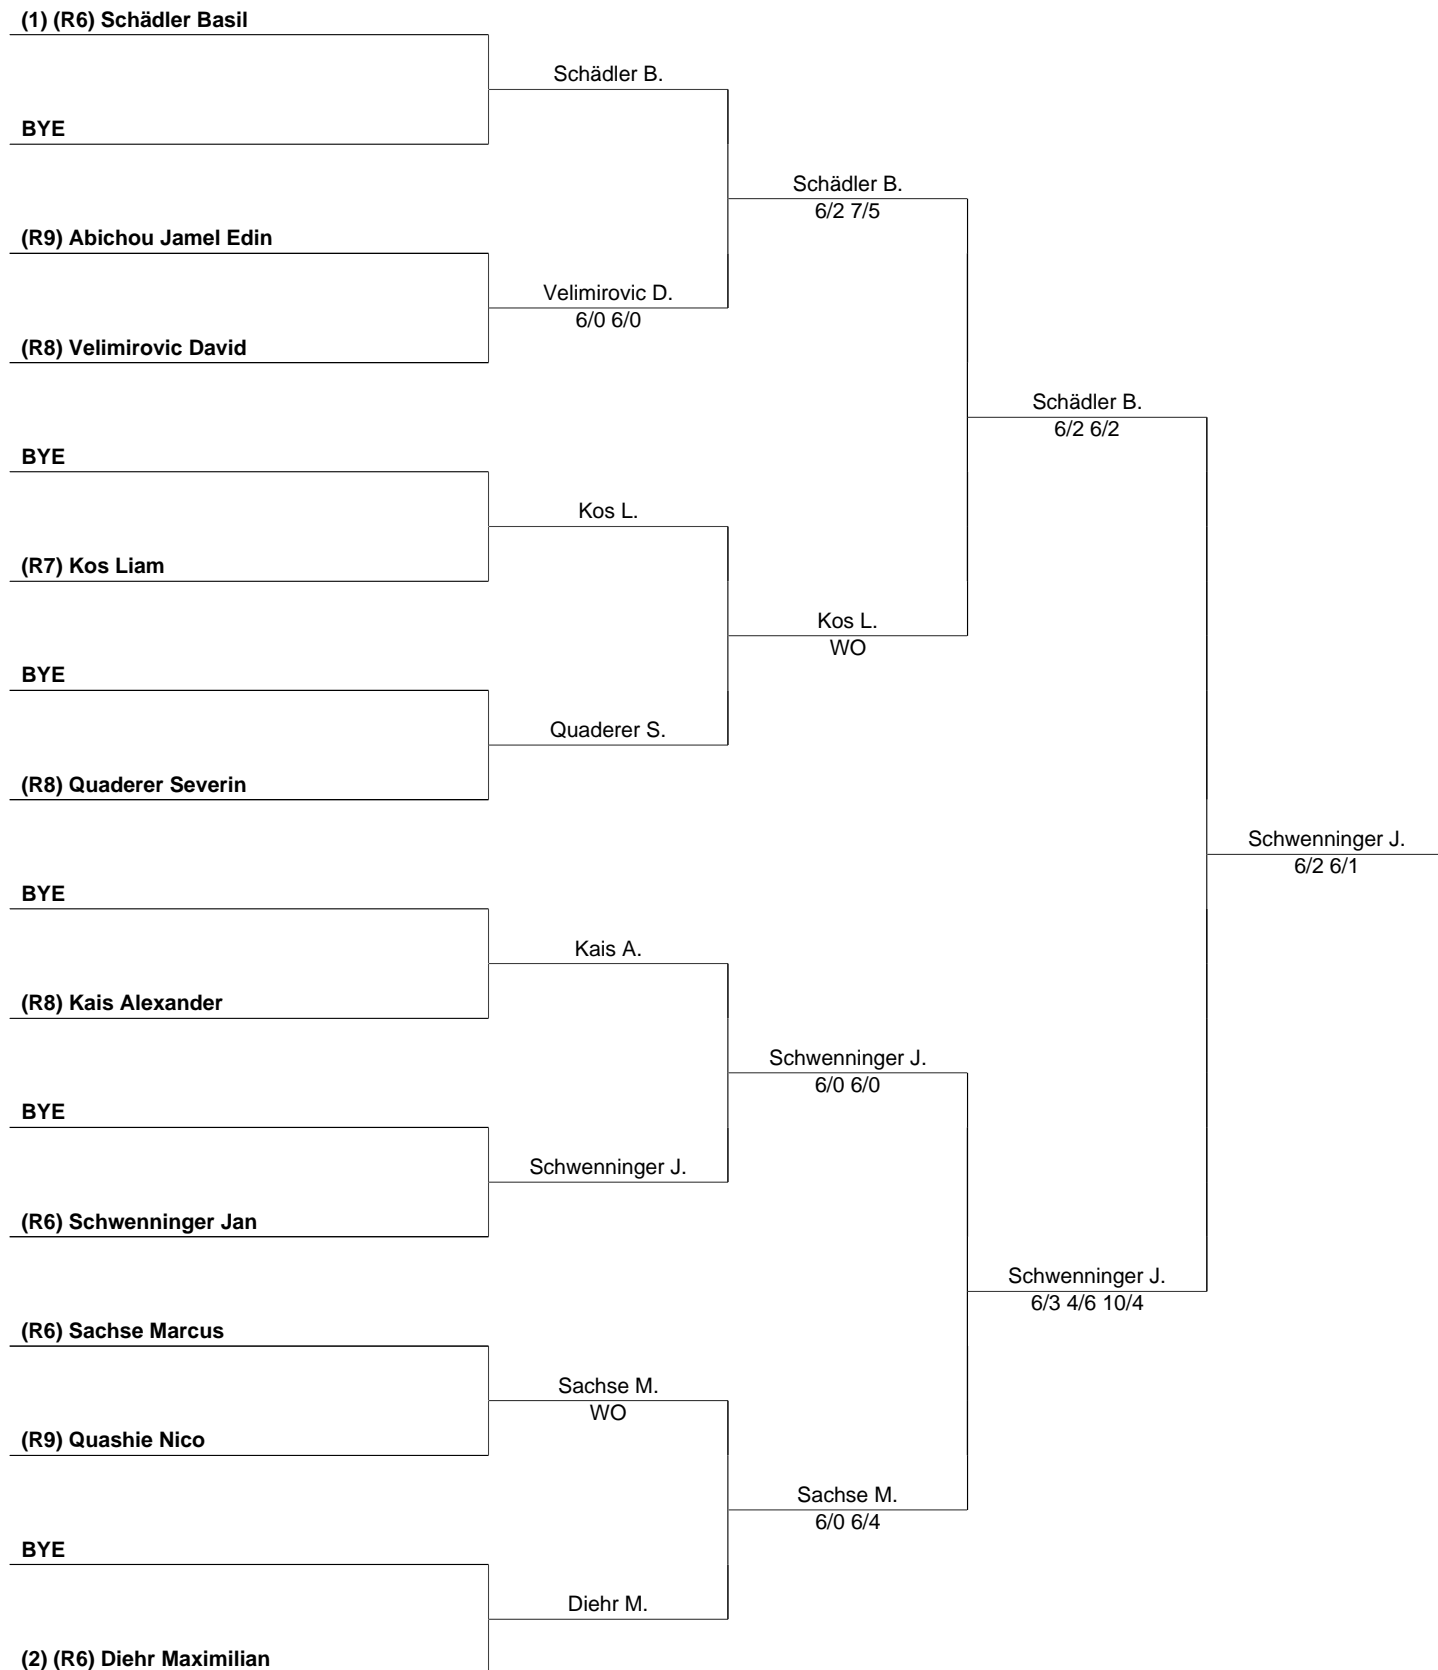 (1) (R6) Schädler Basil
Schädler B.
BYE
Schädler B.
6/2 7/5
(R9) Abichou Jamel Edin
Velimirovic D.
6/0 6/0
(R8) Velimirovic David
Schädler B.
6/2 6/2
BYE
Kos L.
(R7) Kos Liam
Kos L.
WO
BYE
Quaderer S.
(R8) Quaderer Severin
Schwenninger J.
6/2 6/1
BYE
Kais A.
(R8) Kais Alexander
Schwenninger J.
6/0 6/0
BYE
Schwenninger J.
(R6) Schwenninger Jan
Schwenninger J.
6/3 4/6 10/4
(R6) Sachse Marcus
Sachse M.
WO
(R9) Quashie Nico
Sachse M.
6/0 6/4
BYE
Diehr M.
(2) (R6) Diehr Maximilian